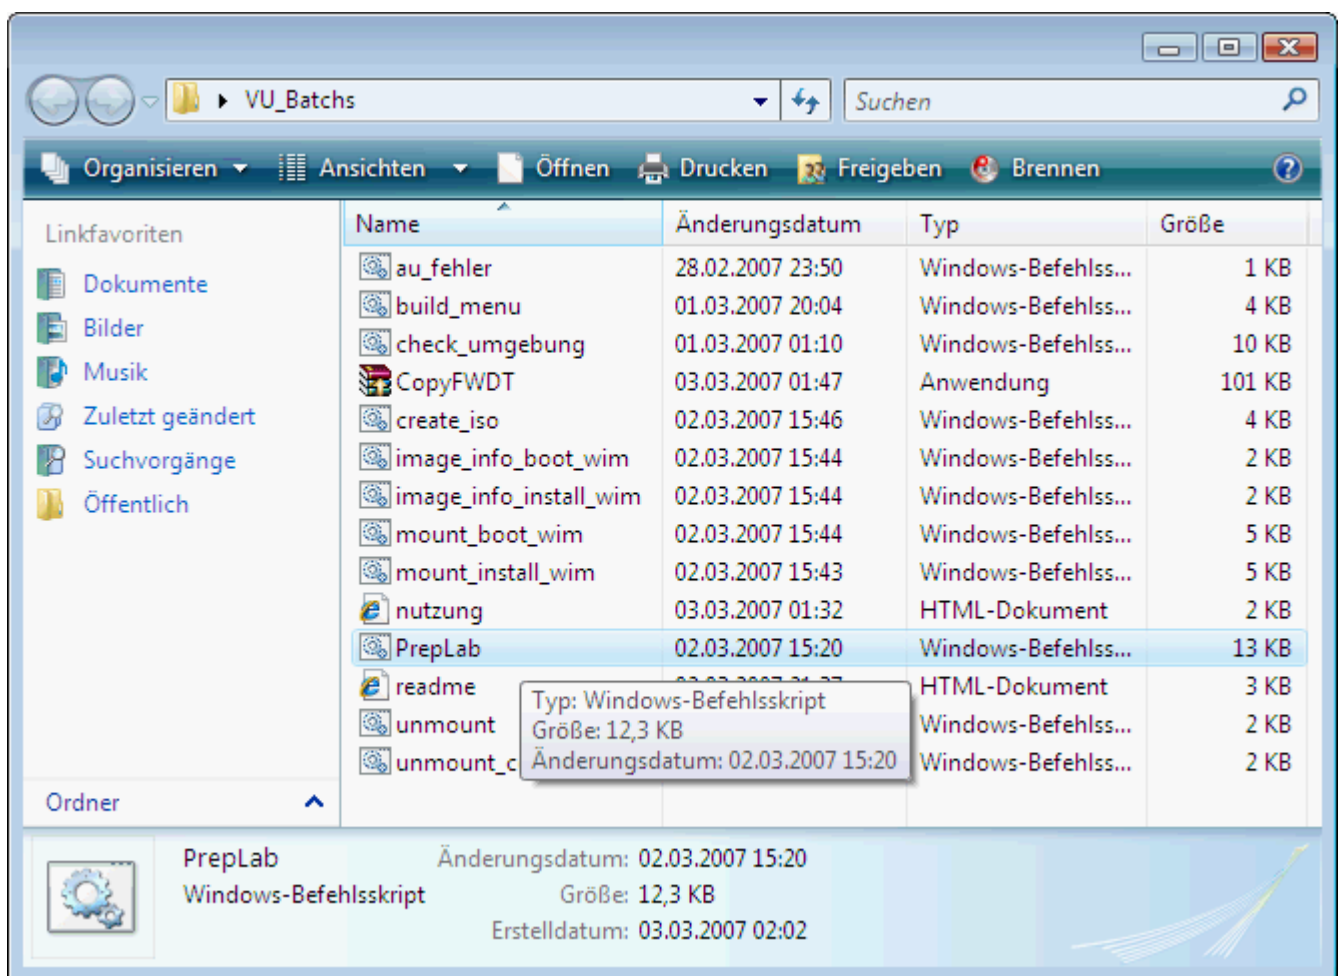 VU_Batchs Suchen
Organisieren Ansichten Öffnen Drucken Freigeben Brennen
Linkfavoriten
Dokumente
Bilder
Musik
Zuletzt geändert
Suchvorgänge
Öffentlich
Ordner
Name Änderungsdatum Typ Größe
au_fehler 28.02.2007 23:50 Windows-Befehlss... 1 KB
build_menu 01.03.2007 20:04 Windows-Befehlss... 4 KB
check_umgebung 01.03.2007 01:10 Windows-Befehlss... 10 KB
CopyFWDT 03.03.2007 01:47 Anwendung 101 KB
create_iso 02.03.2007 15:46 Windows-Befehlss... 4 KB
image_info_boot_wim 02.03.2007 15:44 Windows-Befehlss... 2 KB
image_info_install_wim 02.03.2007 15:44 Windows-Befehlss... 2 KB
mount_boot_wim 02.03.2007 15:44 Windows-Befehlss... 5 KB
mount_install_wim 02.03.2007 15:43 Windows-Befehlss... 5 KB
nutzung 03.03.2007 01:32 HTML-Dokument 2 KB
PrepLab 02.03.2007 15:20 Windows-Befehlss... 13 KB
readme HTML-Dokument 3 KB
unmount Windows-Befehlss... 2 KB
unmount_c Windows-Befehlss... 2 KB
Typ: Windows-Befehlsskript
Größe: 12,3 KB
Änderungsdatum: 02.03.2007 15:20
PrepLab Änderungsdatum: 02.03.2007 15:20
Windows-Befehlsskript Größe: 12,3 KB
Erstelldatum: 03.03.2007 02:02